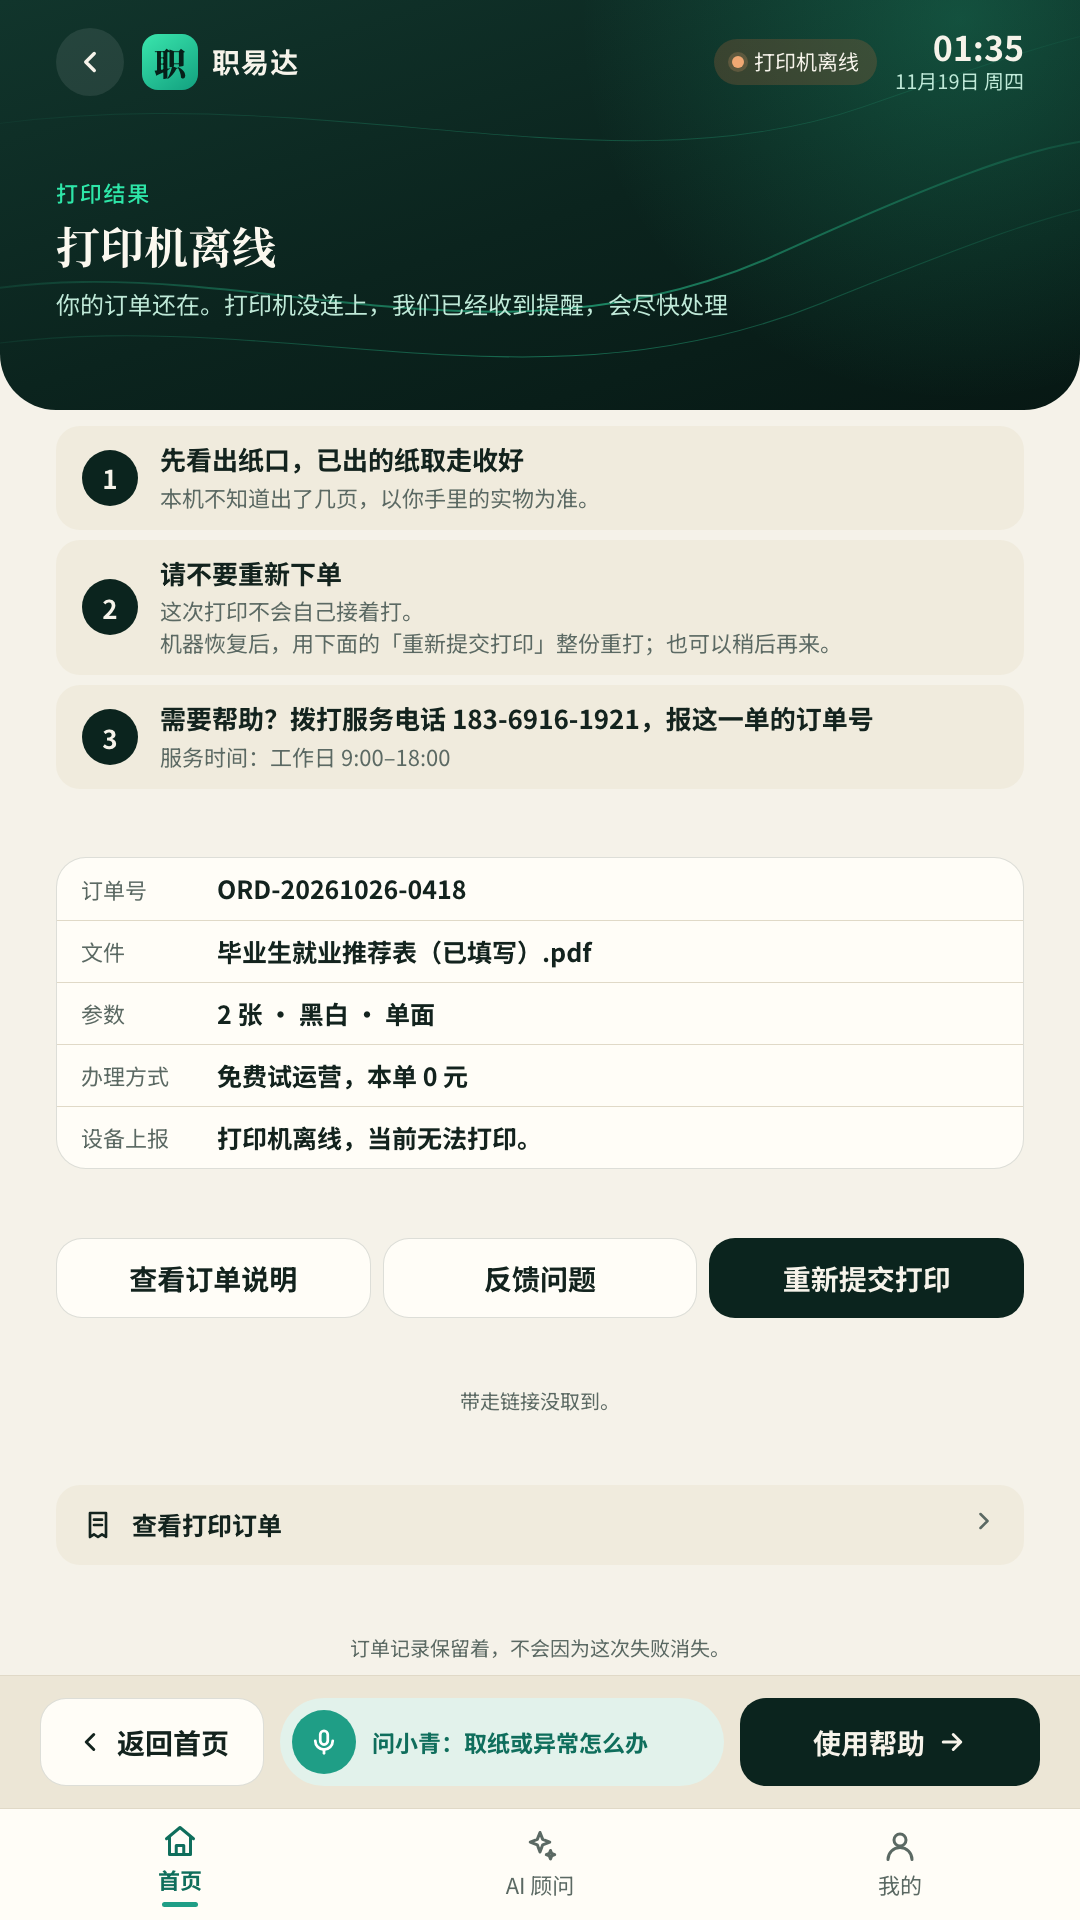 职 职易达
打印机离线
01:35
11月19日 周四
打印结果
打印机离线
你的订单还在。打印机没连上，我们已经收到提醒，会尽快处理
1
先看出纸口，已出的纸取走收好
本机不知道出了几页，以你手里的实物为准。
2
请不要重新下单
这次打印不会自己接着打。
机器恢复后，用下面的「重新提交打印」整份重打；也可以稍后再来。
3
需要帮助？拨打服务电话 183-6916-1921，报这一单的订单号
服务时间：工作日 9:00–18:00
订单号 ORD-20261026-0418
文件 毕业生就业推荐表（已填写）.pdf
参数 2 张 · 黑白 · 单面
办理方式 免费试运营，本单 0 元
设备上报 打印机离线，当前无法打印。
查看订单说明 反馈问题 重新提交打印
带走链接没取到。
查看打印订单
订单记录保留着，不会因为这次失败消失。
返回首页 问小青：取纸或异常怎么办 使用帮助
首页 AI 顾问 我的